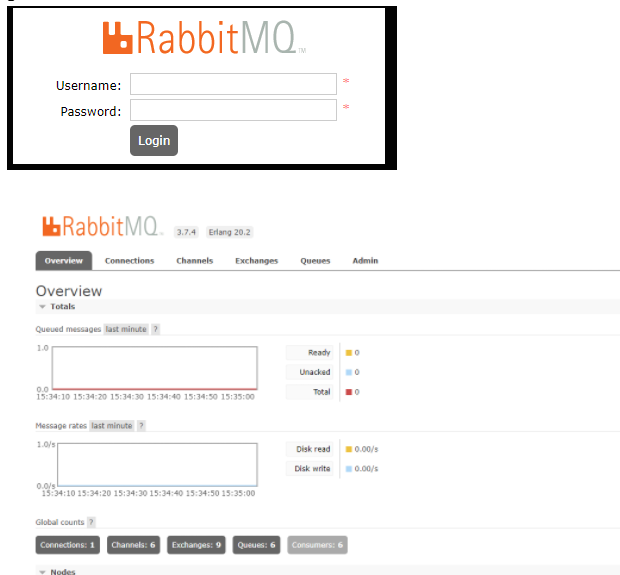 RabbitMQ TM
Username: *
Password: *
Login
RabbitMQ 3.7.4 Erlang 20.2
Overview Connections Channels Exchanges Queues Admin
Overview
Totals
Queued messages last minute ?
1.0
0.0
15:34:10 15:34:20 15:34:30 15:34:40 15:34:50 15:35:00
Ready 0
Unacked 0
Total 0
Message rates last minute ?
1.0/s
0.0/s
15:34:10 15:34:20 15:34:30 15:34:40 15:34:50 15:35:00
Disk read 0.00/s
Disk write 0.00/s
Global counts ?
Connections: 1 Channels: 6 Exchanges: 9 Queues: 6 Consumers: 6
Nodes